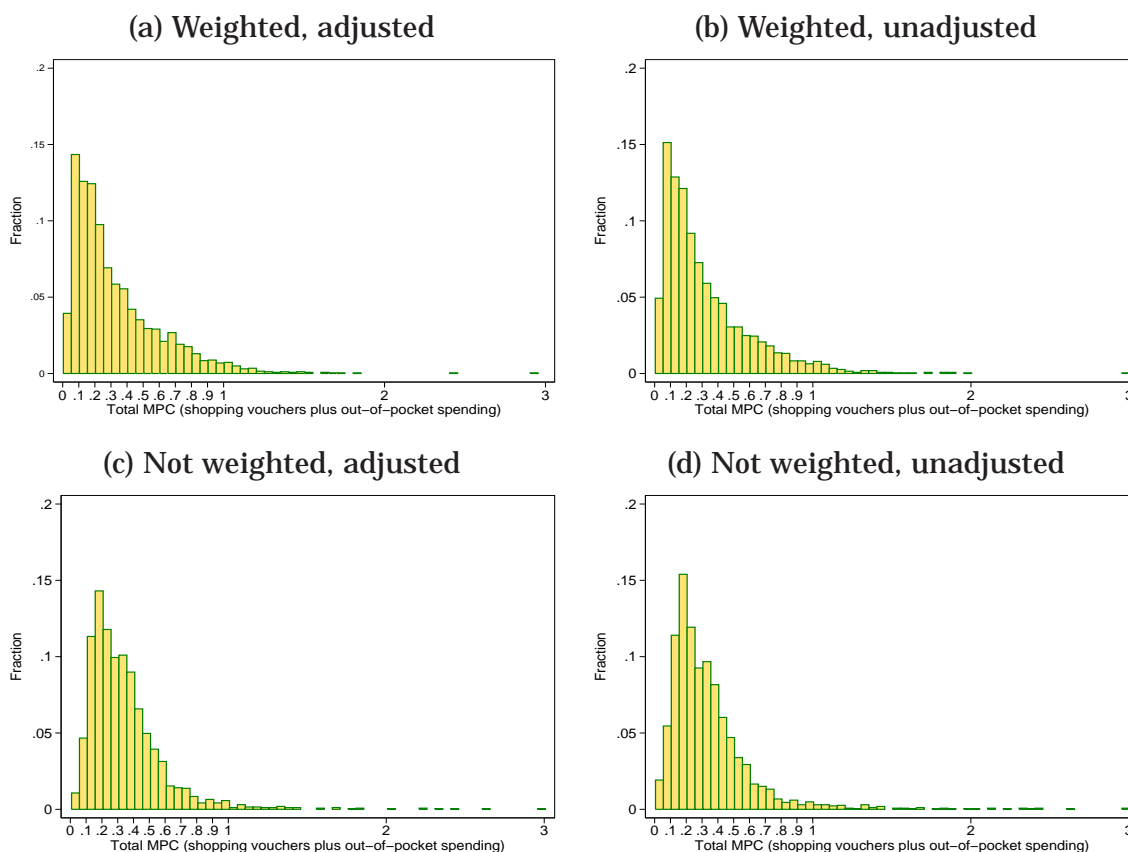 (a) Weighted, adjusted
.2
.15
.1
.05
0
Fraction
0 .1 .2 .3 .4 .5 .6 .7 .8 .9 1 2 3
Total MPC (shopping vouchers plus out−of−pocket spending)
(b) Weighted, unadjusted
.2
.15
.1
.05
0
Fraction
0 .1 .2 .3 .4 .5 .6 .7 .8 .9 1 2 3
Total MPC (shopping vouchers plus out−of−pocket spending)
(c) Not weighted, adjusted
.2
.15
.1
.05
0
Fraction
0 .1 .2 .3 .4 .5 .6 .7 .8 .9 1 2 3
Total MPC (shopping vouchers plus out−of−pocket spending)
(d) Not weighted, unadjusted
.2
.15
.1
.05
0
Fraction
0 .1 .2 .3 .4 .5 .6 .7 .8 .9 1 2 3
Total MPC (shopping vouchers plus out−of−pocket spending)